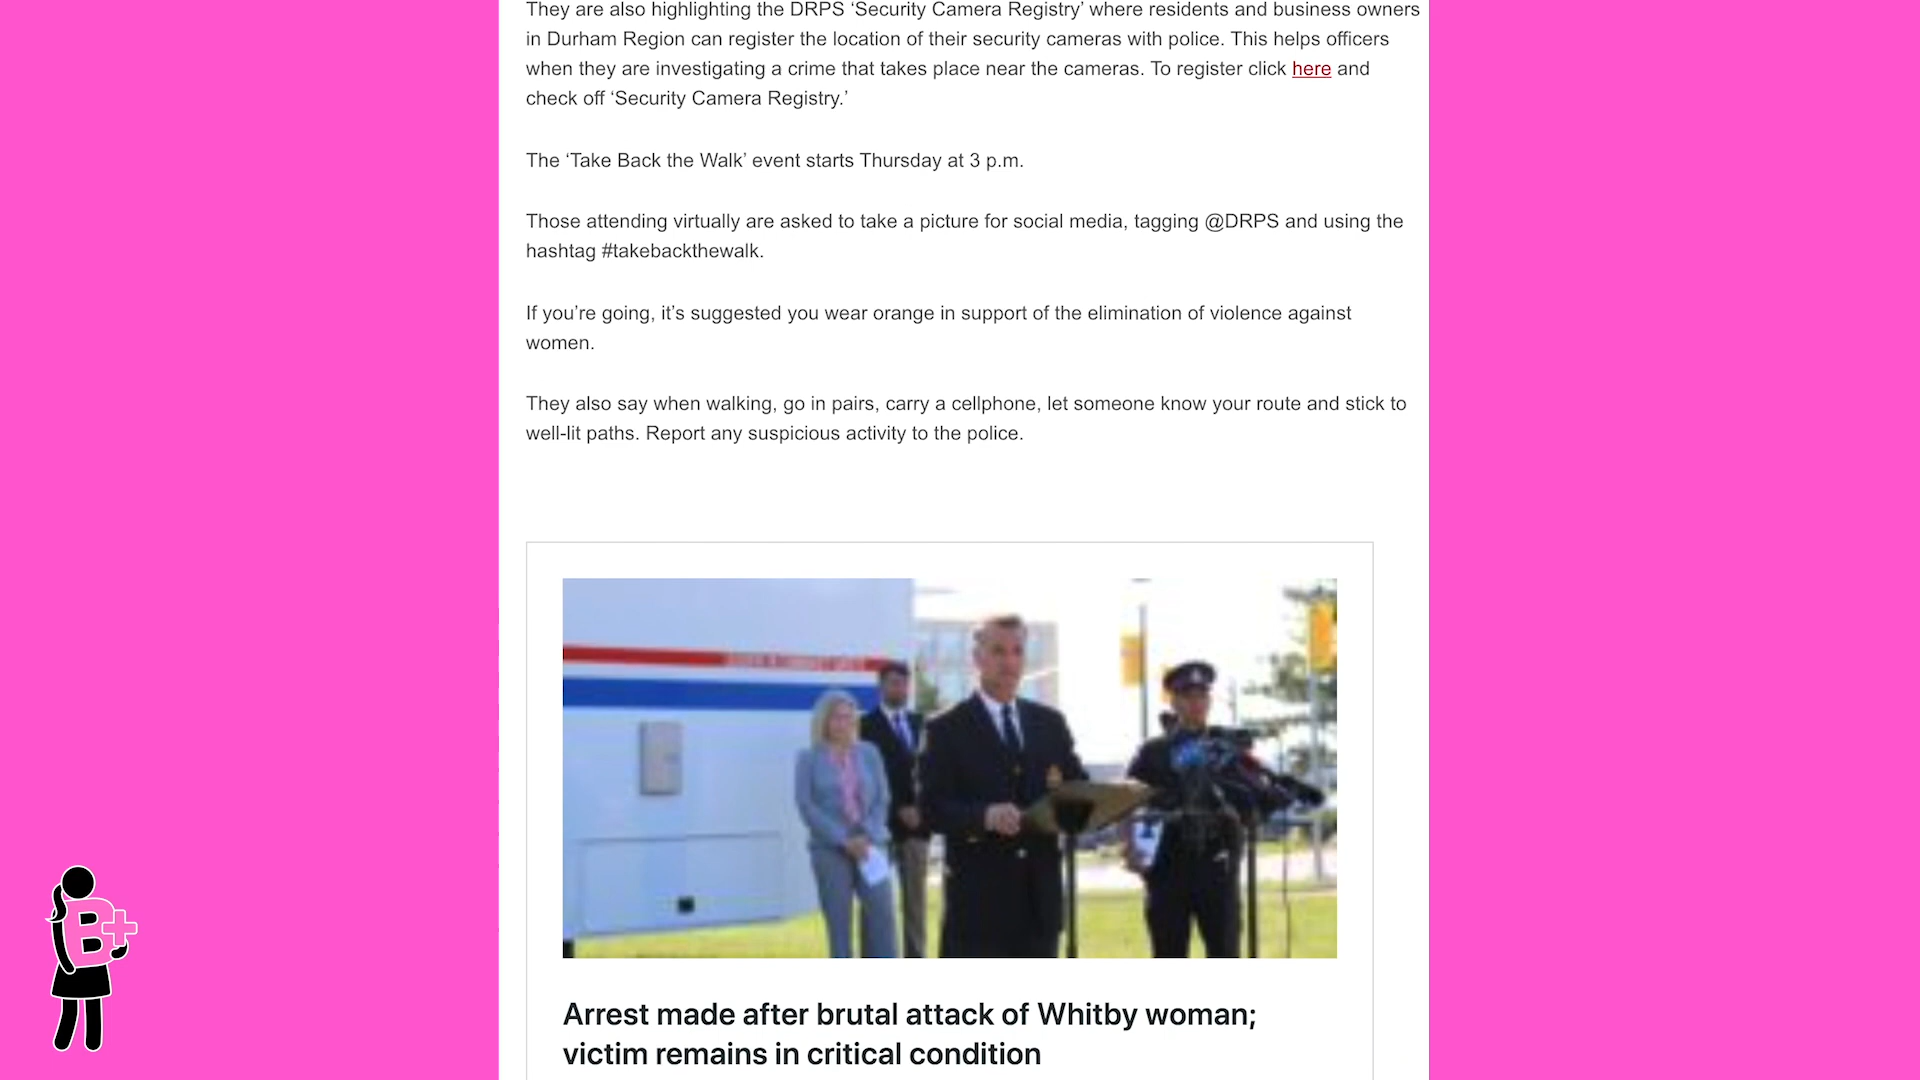 They are also highlighting the DRPS ‘Security Camera Registry’ where residents and business owners
in Durham Region can register the location of their security cameras with police. This helps officers
when they are investigating a crime that takes place near the cameras. To register click here and
check off ‘Security Camera Registry.’
The ‘Take Back the Walk’ event starts Thursday at 3 p.m.
Those attending virtually are asked to take a picture for social media, tagging @DRPS and using the
hashtag #takebackthewalk.
If you’re going, it’s suggested you wear orange in support of the elimination of violence against
women.
They also say when walking, go in pairs, carry a cellphone, let someone know your route and stick to
well-lit paths. Report any suspicious activity to the police.
Arrest made after brutal attack of Whitby woman;
victim remains in critical condition
B+